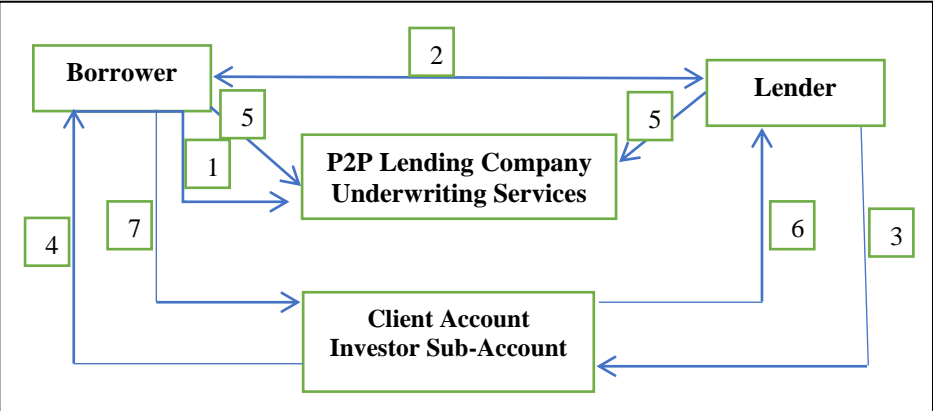 2
Borrower
Lender
5
5
1
P2P Lending Company
Underwriting Services
4
7
6
3
Client Account
Investor Sub-Account